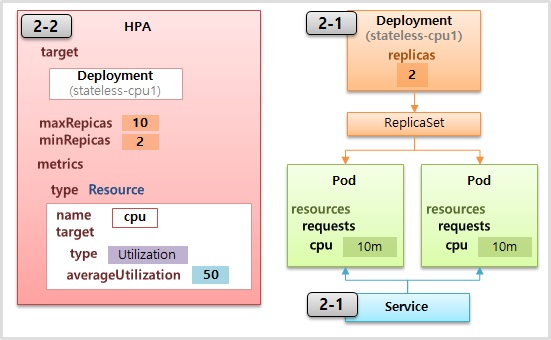 2-2
HPA
target
Deployment
(stateless-cpu1)
maxRepicas 10
minRepicas 2
metrics
type Resource
name cpu
target
type Utilization
averageUtilization 50
2-1
Deployment
(stateless-cpu1)
replicas
2
ReplicaSet
Pod
resources
requests
cpu 10m
Pod
resources
requests
cpu 10m
2-1
Service